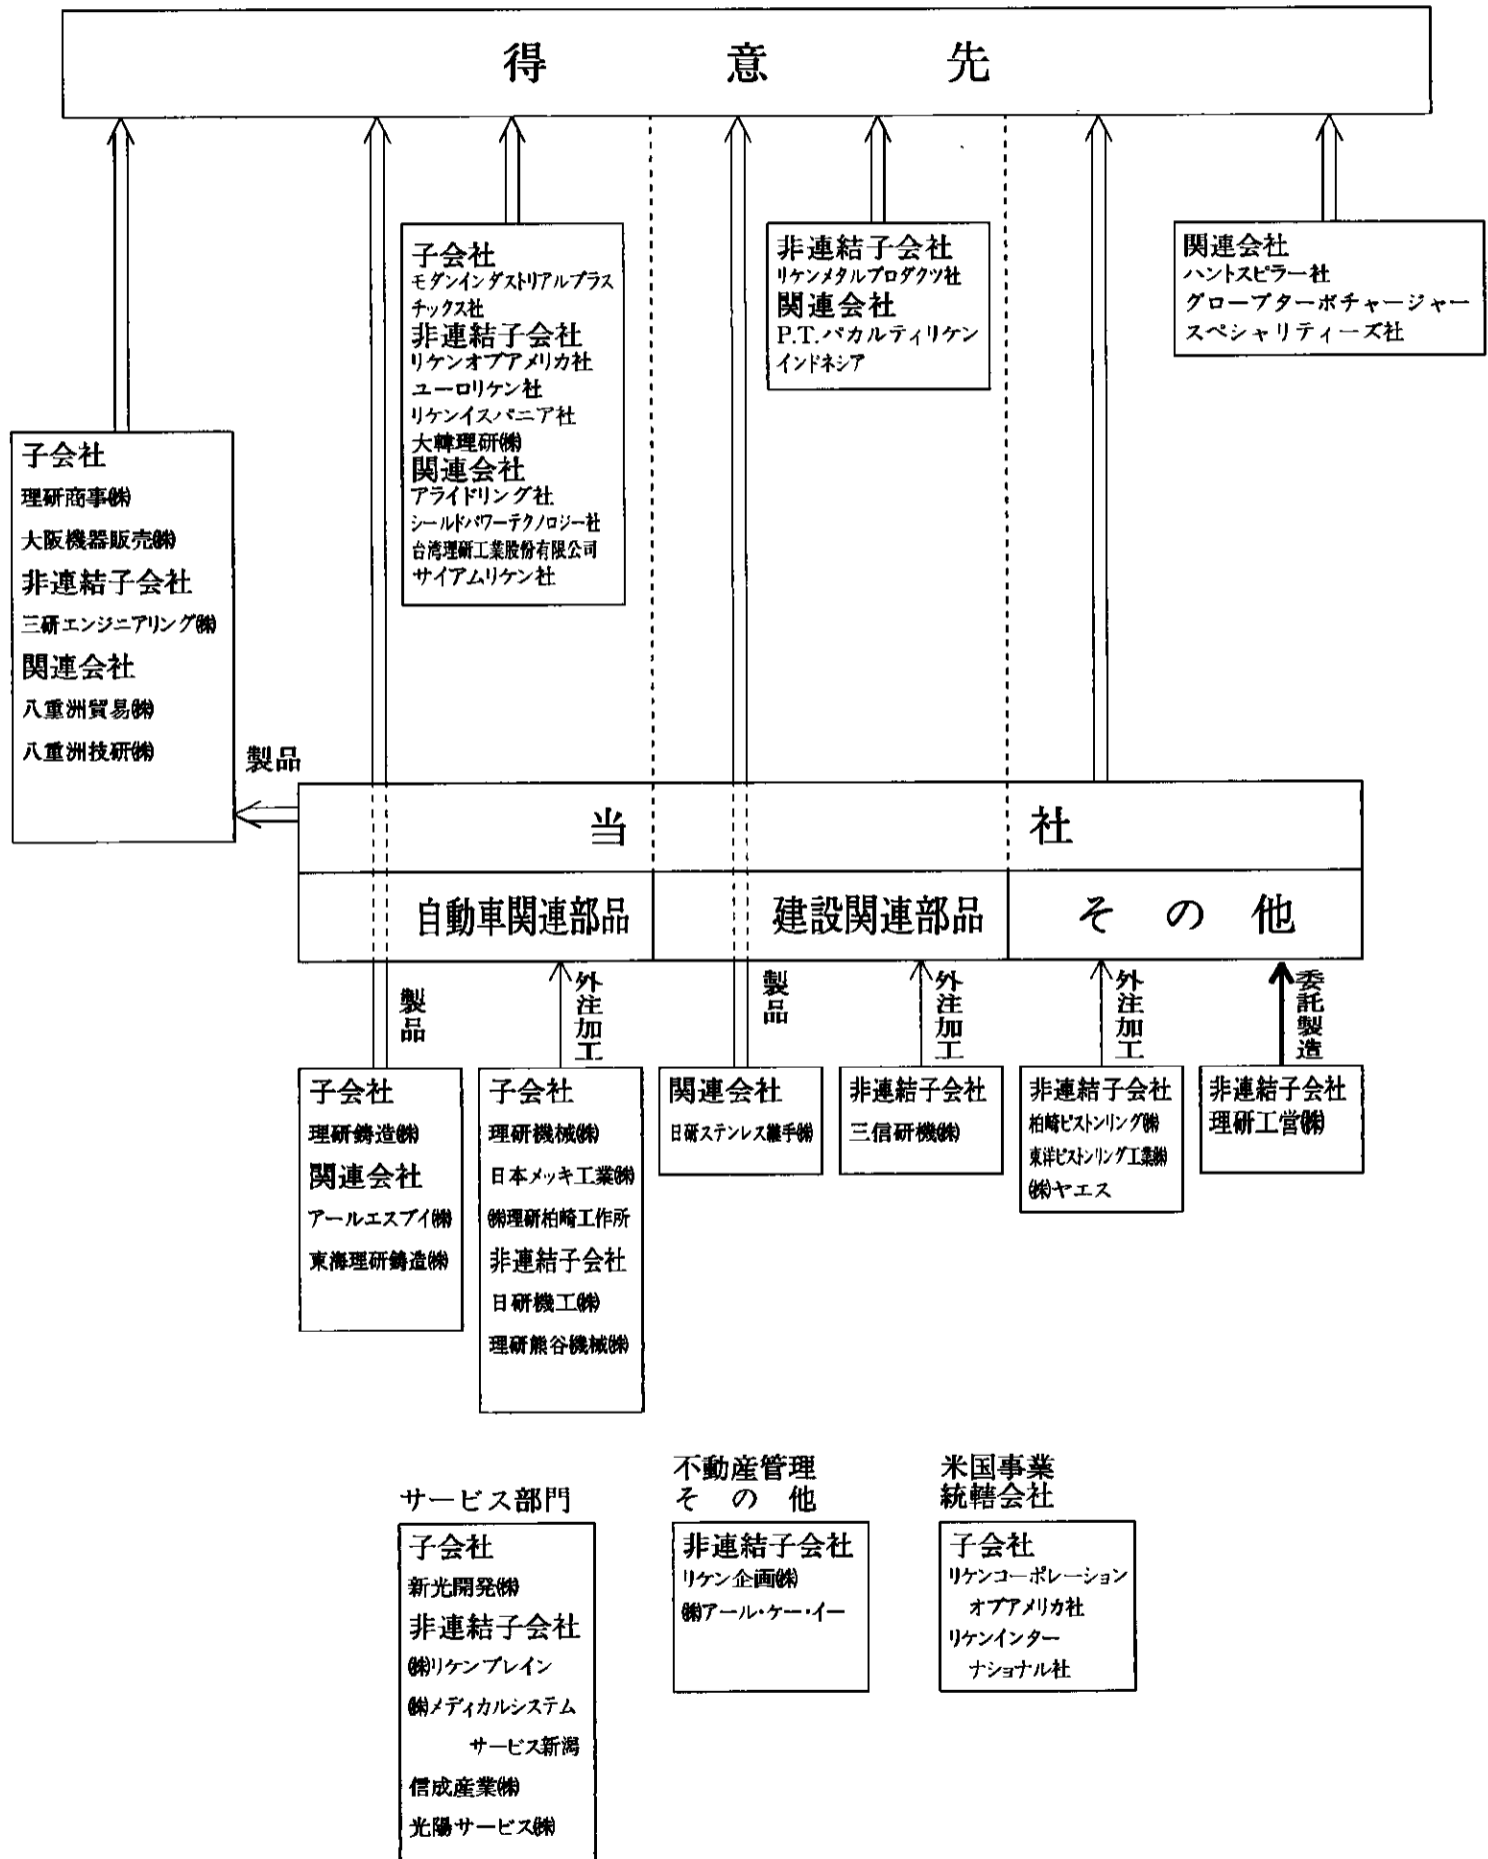 得意先
子会社
モダンインダストリアルプラス
チックス社
非連結子会社
リケンオブアメリカ社
ユーロリケン社
リケンイスパニア社
大韓理研㈱
関連会社
アライドリング社
シールドパワーテクノロジー社
台湾理研工業股份有限公司
サイアムリケン社
非連結子会社
リケンメタルプロダクツ社
関連会社
P.T.パカルティリケン
インドネシア
関連会社
ハントスピラー社
グローブターボチャージャー
スペシャリティーズ社
子会社
理研商事㈱
大阪機器販売㈱
非連結子会社
三研エンジニアリング㈱
関連会社
八重洲貿易㈱
八重洲技研㈱
製品
当社
自動車関連部品
建設関連部品
その他
製品
外注加工
製品
外注加工
外注加工
委託製造
子会社
理研鋳造㈱
関連会社
アールエスブイ㈱
東海理研鋳造㈱
子会社
理研機械㈱
日本メッキ工業㈱
㈱理研柏崎工作所
非連結子会社
日研機工㈱
理研熊谷機械㈱
関連会社
日研ステンレス継手㈱
非連結子会社
三信研機㈱
非連結子会社
柏崎ピストンリング㈱
東洋ピストンリング工業㈱
㈱ヤエス
非連結子会社
理研工営㈱
サービス部門
子会社
新光開発㈱
非連結子会社
㈱リケンブレイン
㈱メディカルシステム
サービス新潟
信成産業㈱
光陽サービス㈱
不動産管理
その他
非連結子会社
リケン企画㈱
㈱アール・ケー・イー
米国事業
統轄会社
子会社
リケンコーポレーション
オブアメリカ社
リケンインター
ナショナル社